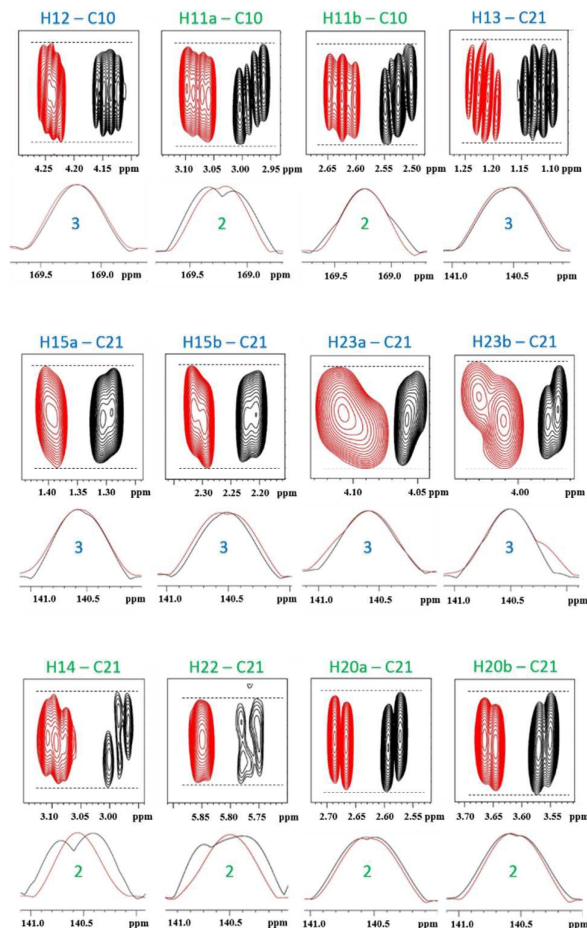 H12 – C10 H11a – C10 H11b – C10 H13 – C21
4.25 4.20 4.15 ppm 3.10 3.05 3.00 2.95 ppm 2.65 2.60 2.55 2.50 ppm 1.25 1.20 1.15 1.10 ppm
3 2 2 3
169.5 169.0 ppm 169.5 169.0 ppm 169.5 169.0 ppm 141.0 140.5 ppm
H15a – C21 H15b – C21 H23a – C21 H23b – C21
1.40 1.35 1.30 ppm 2.30 2.25 2.20 ppm 4.10 4.05 ppm 4.00 ppm
3 3 3 3
141.0 140.5 ppm 141.0 140.5 ppm 141.0 140.5 ppm 141.0 140.5 ppm
H14 – C21 H22 – C21 H20a – C21 H20b – C21
3.10 3.05 3.00 ppm 5.85 5.80 5.75 ppm 2.70 2.65 2.60 2.55 ppm 3.70 3.65 3.60 3.55 ppm
2 2 2 2
141.0 140.5 ppm 141.0 140.5 ppm 141.0 140.5 ppm 141.0 140.5 ppm